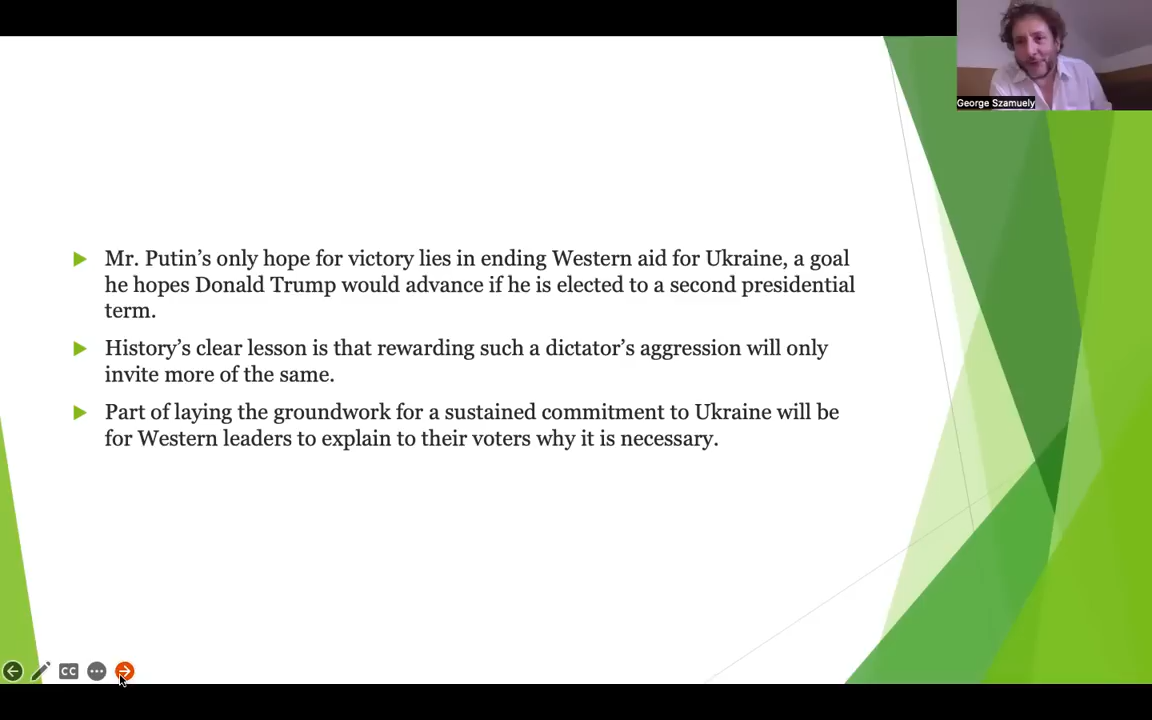 George Szamuely
Mr. Putin’s only hope for victory lies in ending Western aid for Ukraine, a goal
he hopes Donald Trump would advance if he is elected to a second presidential
term.
History’s clear lesson is that rewarding such a dictator’s aggression will only
invite more of the same.
Part of laying the groundwork for a sustained commitment to Ukraine will be
for Western leaders to explain to their voters why it is necessary.
CC